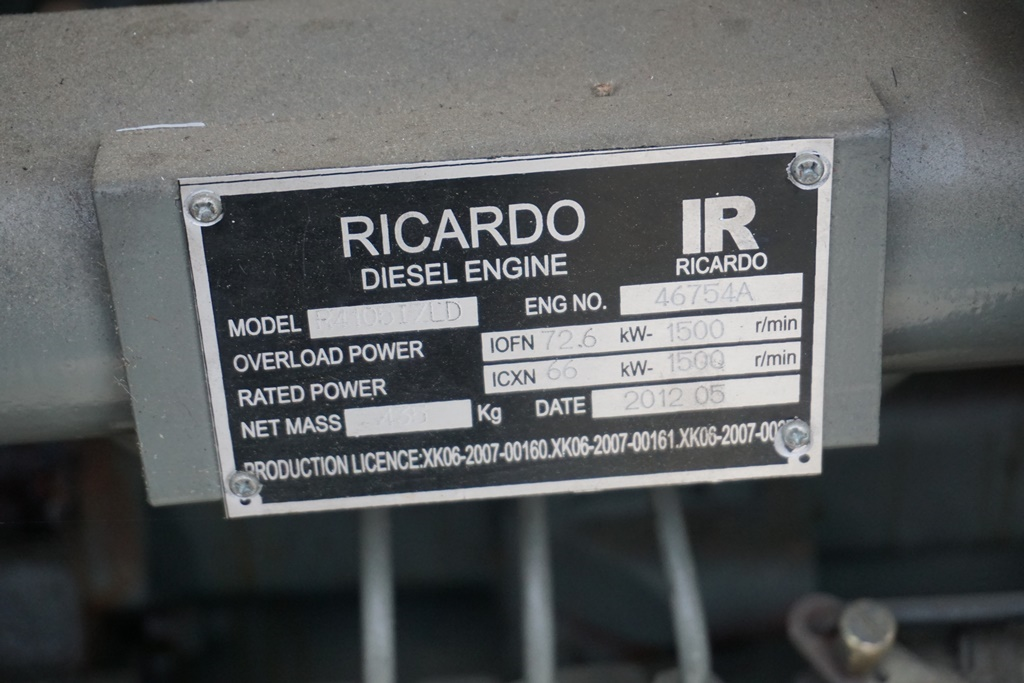 RICARDO
DIESEL ENGINE
IR
RICARDO
MODEL
ENG NO. 46754A
OVERLOAD POWER IOFN 72.6 kW- 1500 r/min
RATED POWER ICXN 66 kW- 1500 r/min
NET MASS Kg DATE 2012 05
PRODUCTION LICENCE:XK06-2007-00160.XK06-2007-00161.XK06-2007-